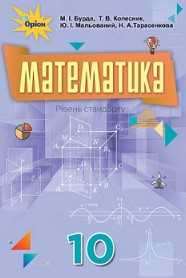 М. І. Бурда, Т. В. Колесник,
Ю. І. Мальований, Н. А. Тарасенкова
Оріон
Математика
Рівень стандарту
10